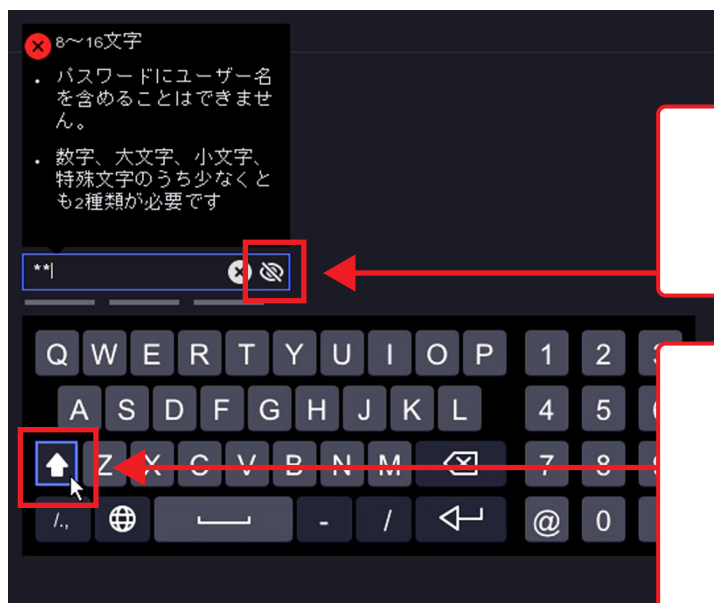 8～16文字
・ パスワードにユーザー名
を含めることはできませ
ん。
・ 数字、大文字、小文字、
特殊文字のうち少なくと
も2種類が必要です
**
Q W E R T Y U I O P 1 2
A S D F G H J K L 4 5
Z X C V B N M 7 8
/., - / @ 0